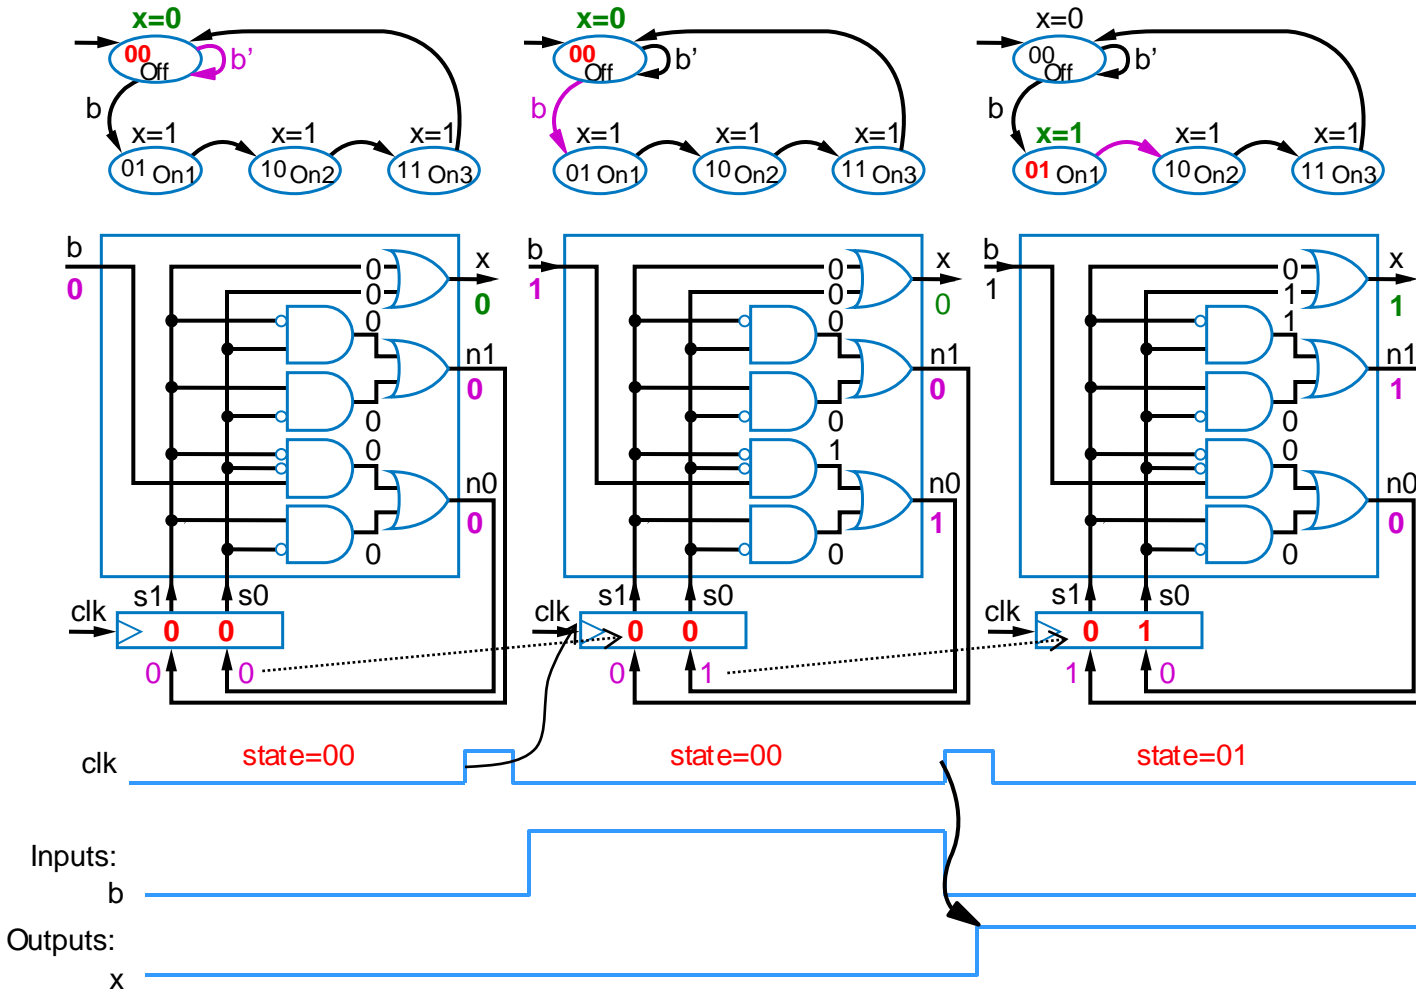 x=0 x=0 x=0
00 Off b' 00 Off b' 00 Off b'
b b b
x=1 x=1 x=1 x=1 x=1 x=1 x=1 x=1 x=1
01 On1 10 On2 11 On3 01 On1 10 On2 11 On3 01 On1 10 On2 11 On3
b x b x b x
0 0 0 1 0 0 1 0 1
0 0 0 0 1 1
0 0 1
n1 n1 n1
0 0 1
0 0 0
0 1 0
n0 n0 n0
0 1 0
0 0 0
s1 s0 s1 s0 s1 s0
clk 0 0 clk 0 0 clk 0 1
0 0 0 1 1 0
state=00 state=00 state=01
clk
Inputs:
b
Outputs:
x